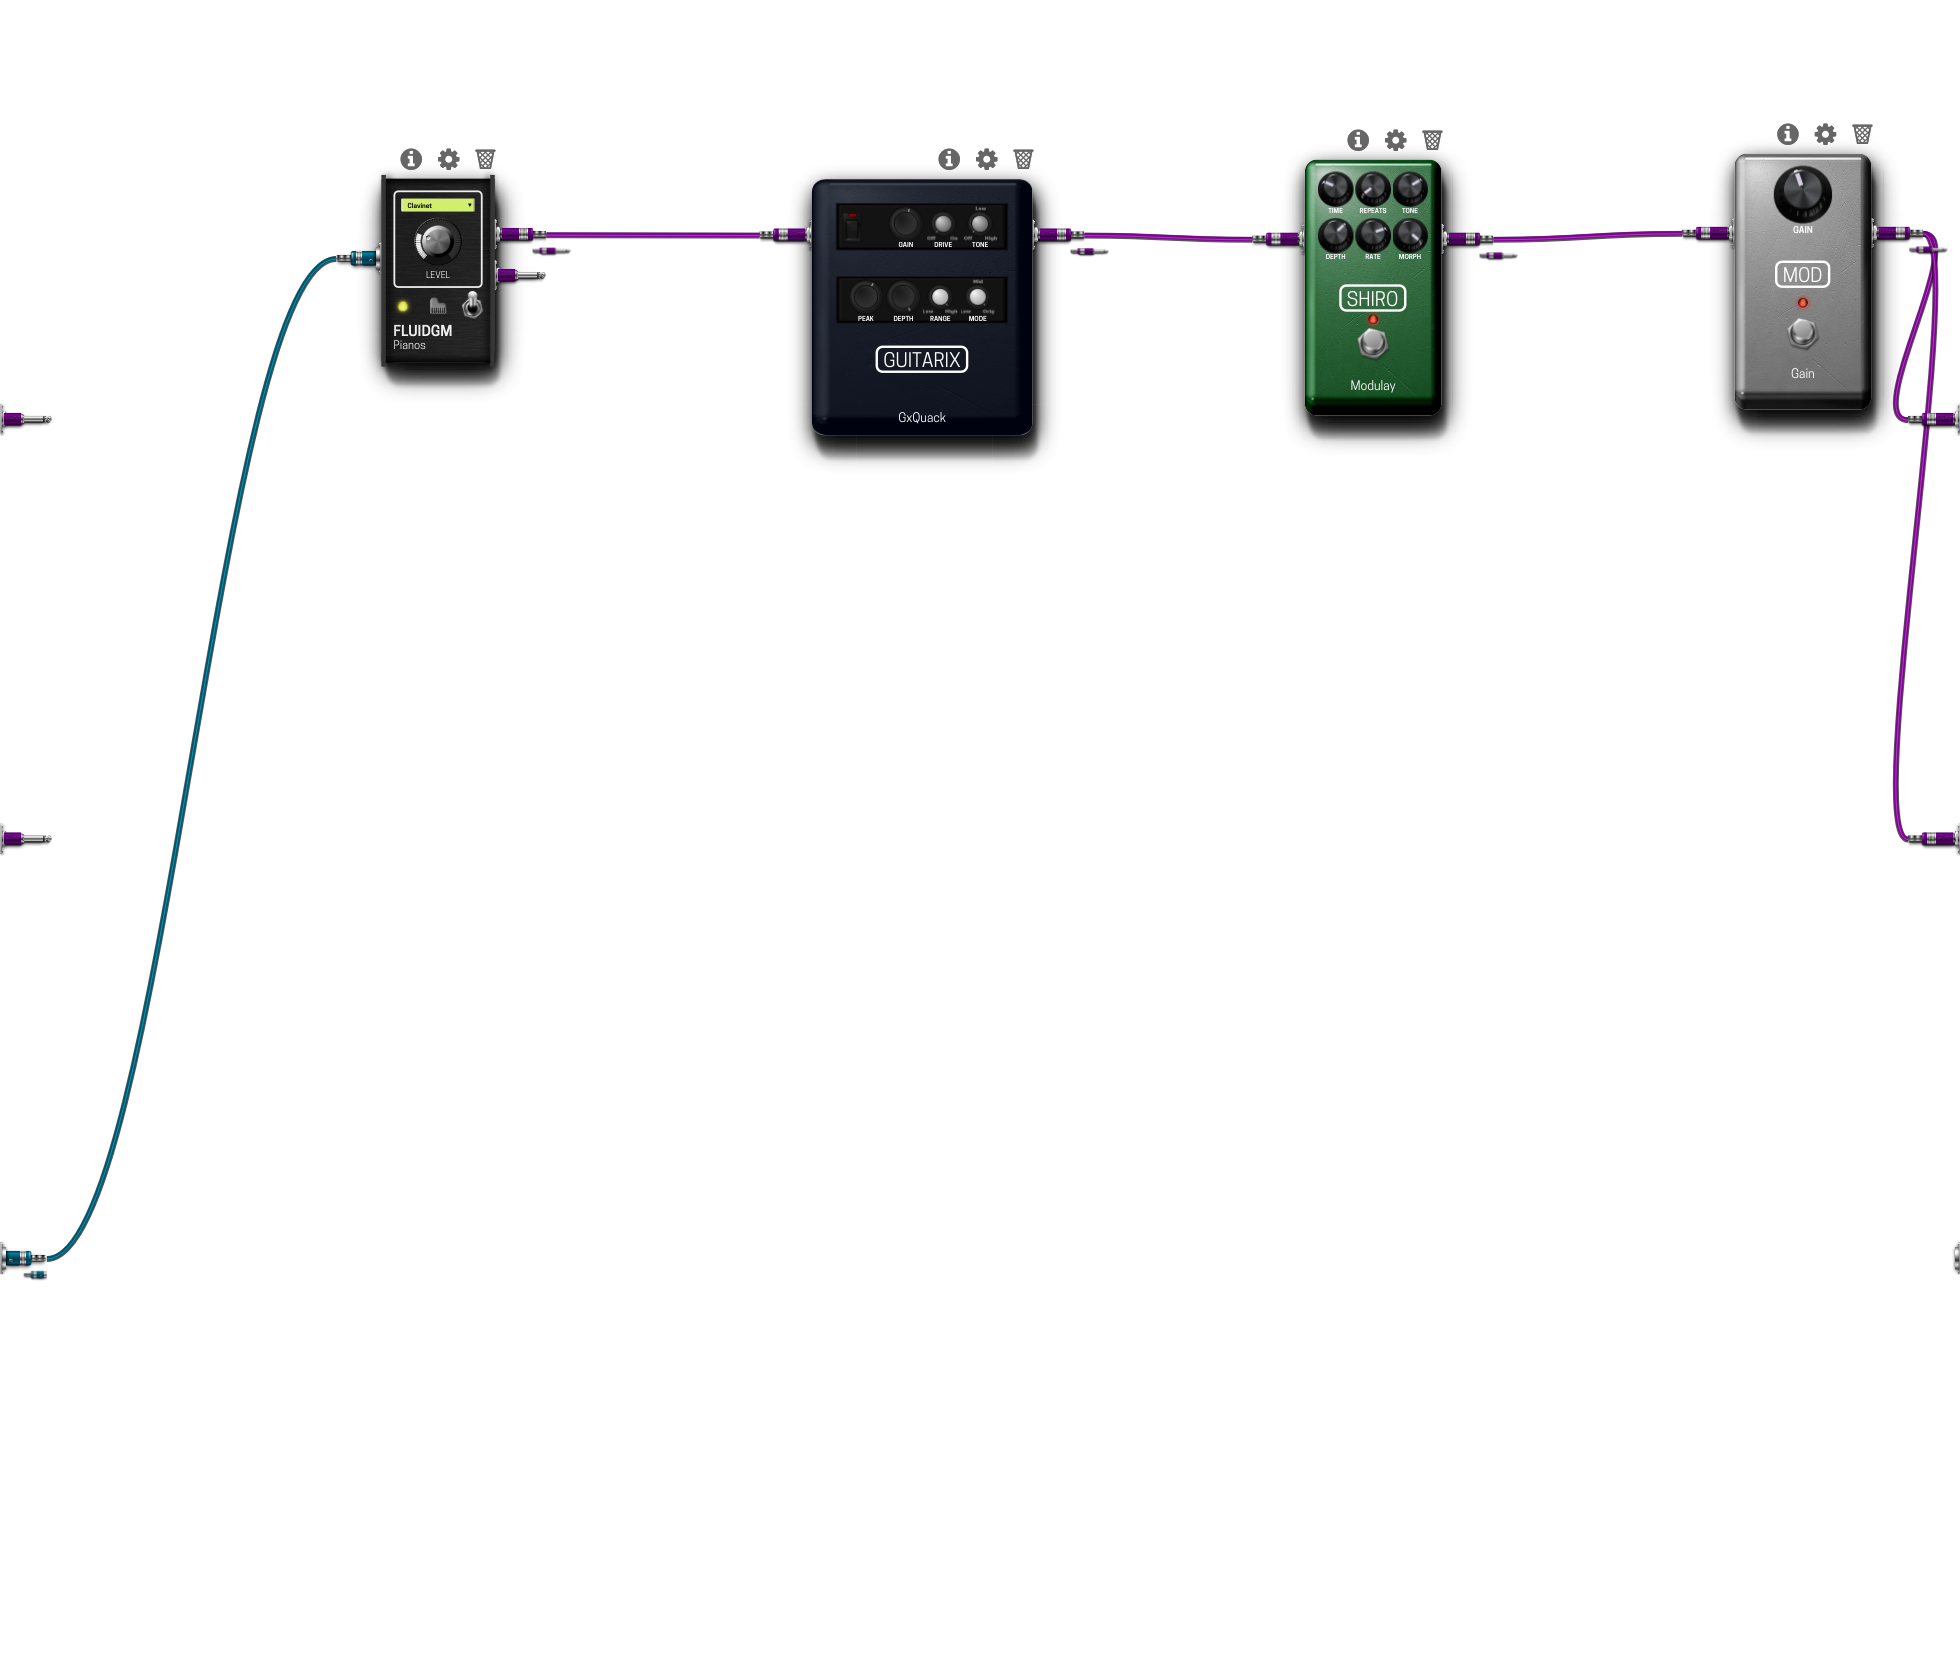 Clavinet
LEVEL
FLUIDGM
Pianos
GAIN DRIVE TONE
Off On Off Low High
PEAK DEPTH RANGE MODE
Low High Low Mid Only
GUITARIX
GxQuack
TIME REPEATS TONE
DEPTH RATE MORPH
SHIRO
Modulay
GAIN
MOD
Gain